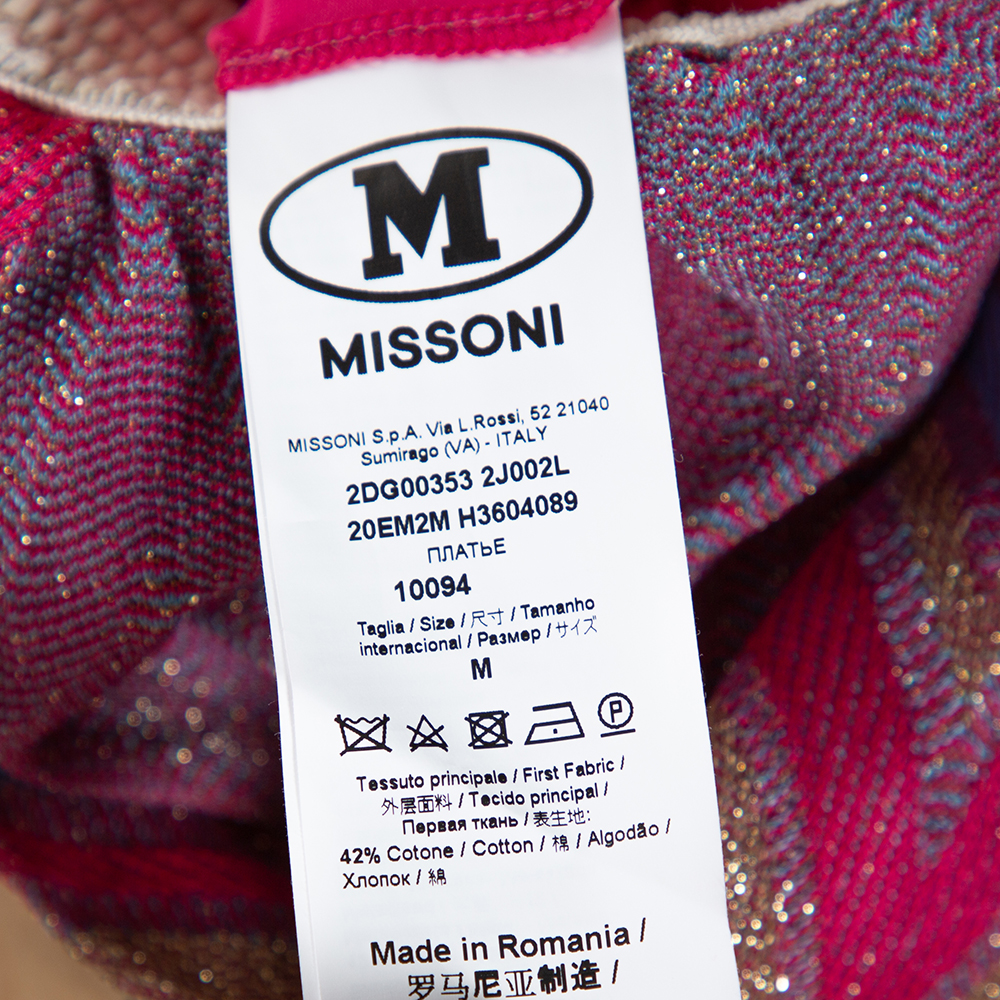 M
MISSONI
MISSONI S.p.A. Via L.Rossi, 52 21040
Sumirago (VA) - ITALY
2DG00353 2J002L
20EM2M H3604089
ПЛАТЬЕ
10094
Taglia / Size / 尺寸 / Tamanho
internacional / Размер / サイズ
M
P
Tessuto principale / First Fabric /
外层面料 / Tecido principal /
Первая ткань / 表生地:
42% Cotone / Cotton / 棉 / Algodão /
Хлопок / 綿
Made in Romania /
罗马尼亚制造 /